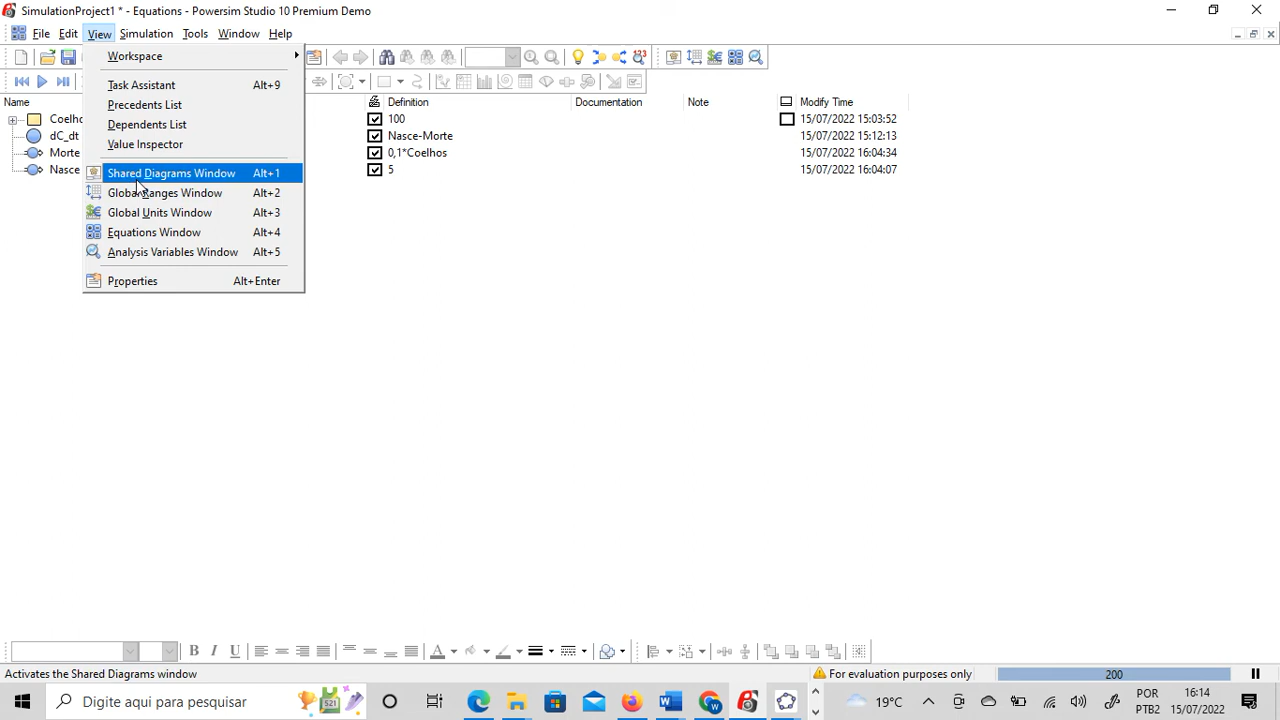 SimulationProject1 * - Equations - Powersim Studio 10 Premium Demo
File Edit View Simulation Tools Window Help
Workspace
Task Assistant Alt+9
Precedents List
Dependents List
Value Inspector
Shared Diagrams Window Alt+1
Global Ranges Window Alt+2
Global Units Window Alt+3
Equations Window Alt+4
Analysis Variables Window Alt+5
Properties Alt+Enter
Name Definition Documentation Note Modify Time
100 15/07/2022 15:03:52
dC_dt Nasce-Morte 15/07/2022 15:12:13
Morte 0,1*Coelhos 15/07/2022 16:04:34
Nasce 5 15/07/2022 16:04:07
B I U A
Activates the Shared Diagrams window For evaluation purposes only 200
Digite aqui para pesquisar 521 19°C POR 16:14
PTB2 15/07/2022